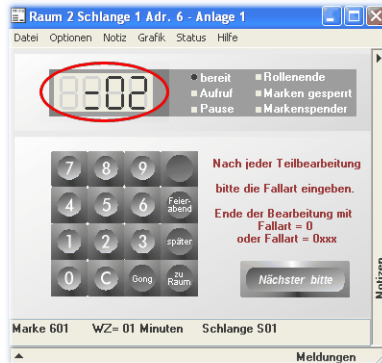 Raum 2 Schlange 1 Adr. 6 - Anlage 1
Datei Optionen Notiz Grafik Status Hilfe
=02
bereit Rollenende
Aufruf Marken gesperrt
Pause Markenspender
7 8 9
4 5 6 Feier-
abend
1 2 3 später
0 C Gong zu
Raum
Nach jeder Teilbearbeitung
bitte die Fallart eingeben.
Ende der Bearbeitung mit
Fallart = 0
oder Fallart = 0xxx
Nächster bitte
Notizen
Marke 601 WZ= 01 Minuten Schlange S01
Meldungen